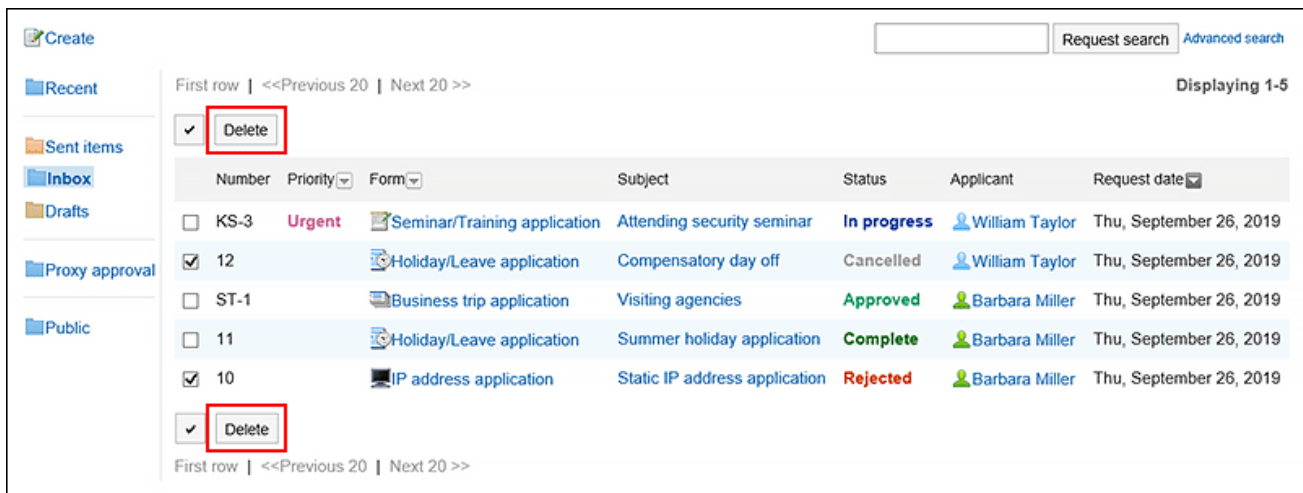 Create
Request search Advanced search
Recent
First row | <<Previous 20 | Next 20 >>
Displaying 1-5
Delete
Sent items
Inbox
Drafts
Proxy approval
Public
Number Priority Form Subject Status Applicant Request date
KS-3 Urgent Seminar/Training application Attending security seminar In progress William Taylor Thu, September 26, 2019
12 Holiday/Leave application Compensatory day off Cancelled William Taylor Thu, September 26, 2019
ST-1 Business trip application Visiting agencies Approved Barbara Miller Thu, September 26, 2019
11 Holiday/Leave application Summer holiday application Complete Barbara Miller Thu, September 26, 2019
10 IP address application Static IP address application Rejected Barbara Miller Thu, September 26, 2019
Delete
First row | <<Previous 20 | Next 20 >>